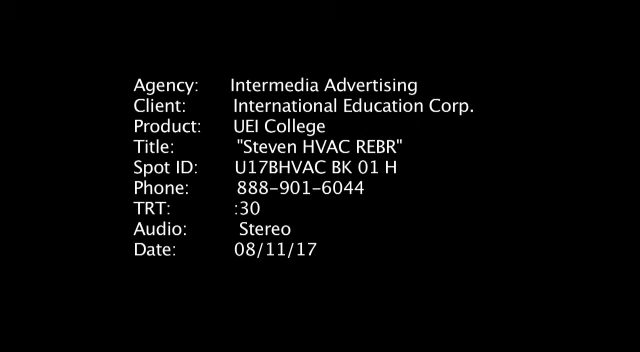 Agency: Intermedia Advertising
Client: International Education Corp.
Product: UEI College
Title: "Steven HVAC REBR"
Spot ID: U17BHVAC BK 01 H
Phone: 888-901-6044
TRT: :30
Audio: Stereo
Date: 08/11/17